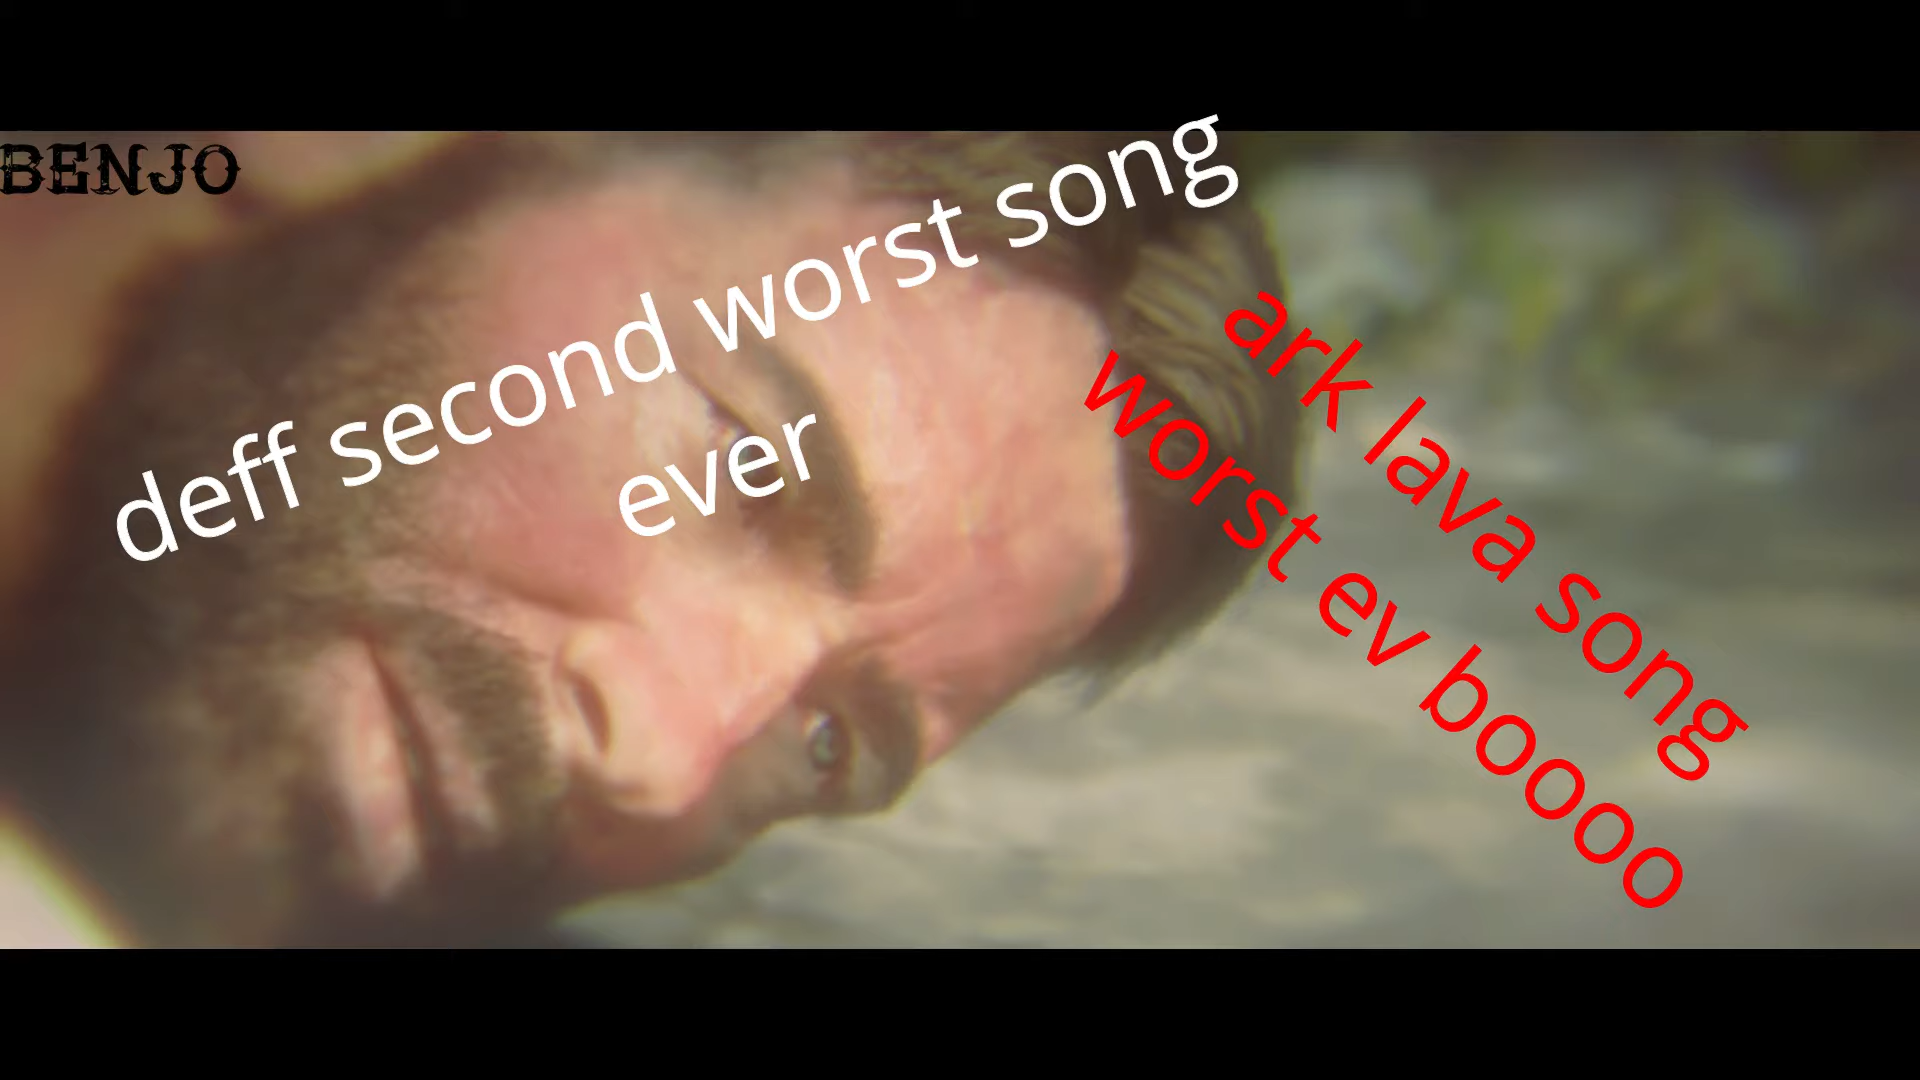 BENJO
deff second worst song
ever
ark lava song
worst ev boooo